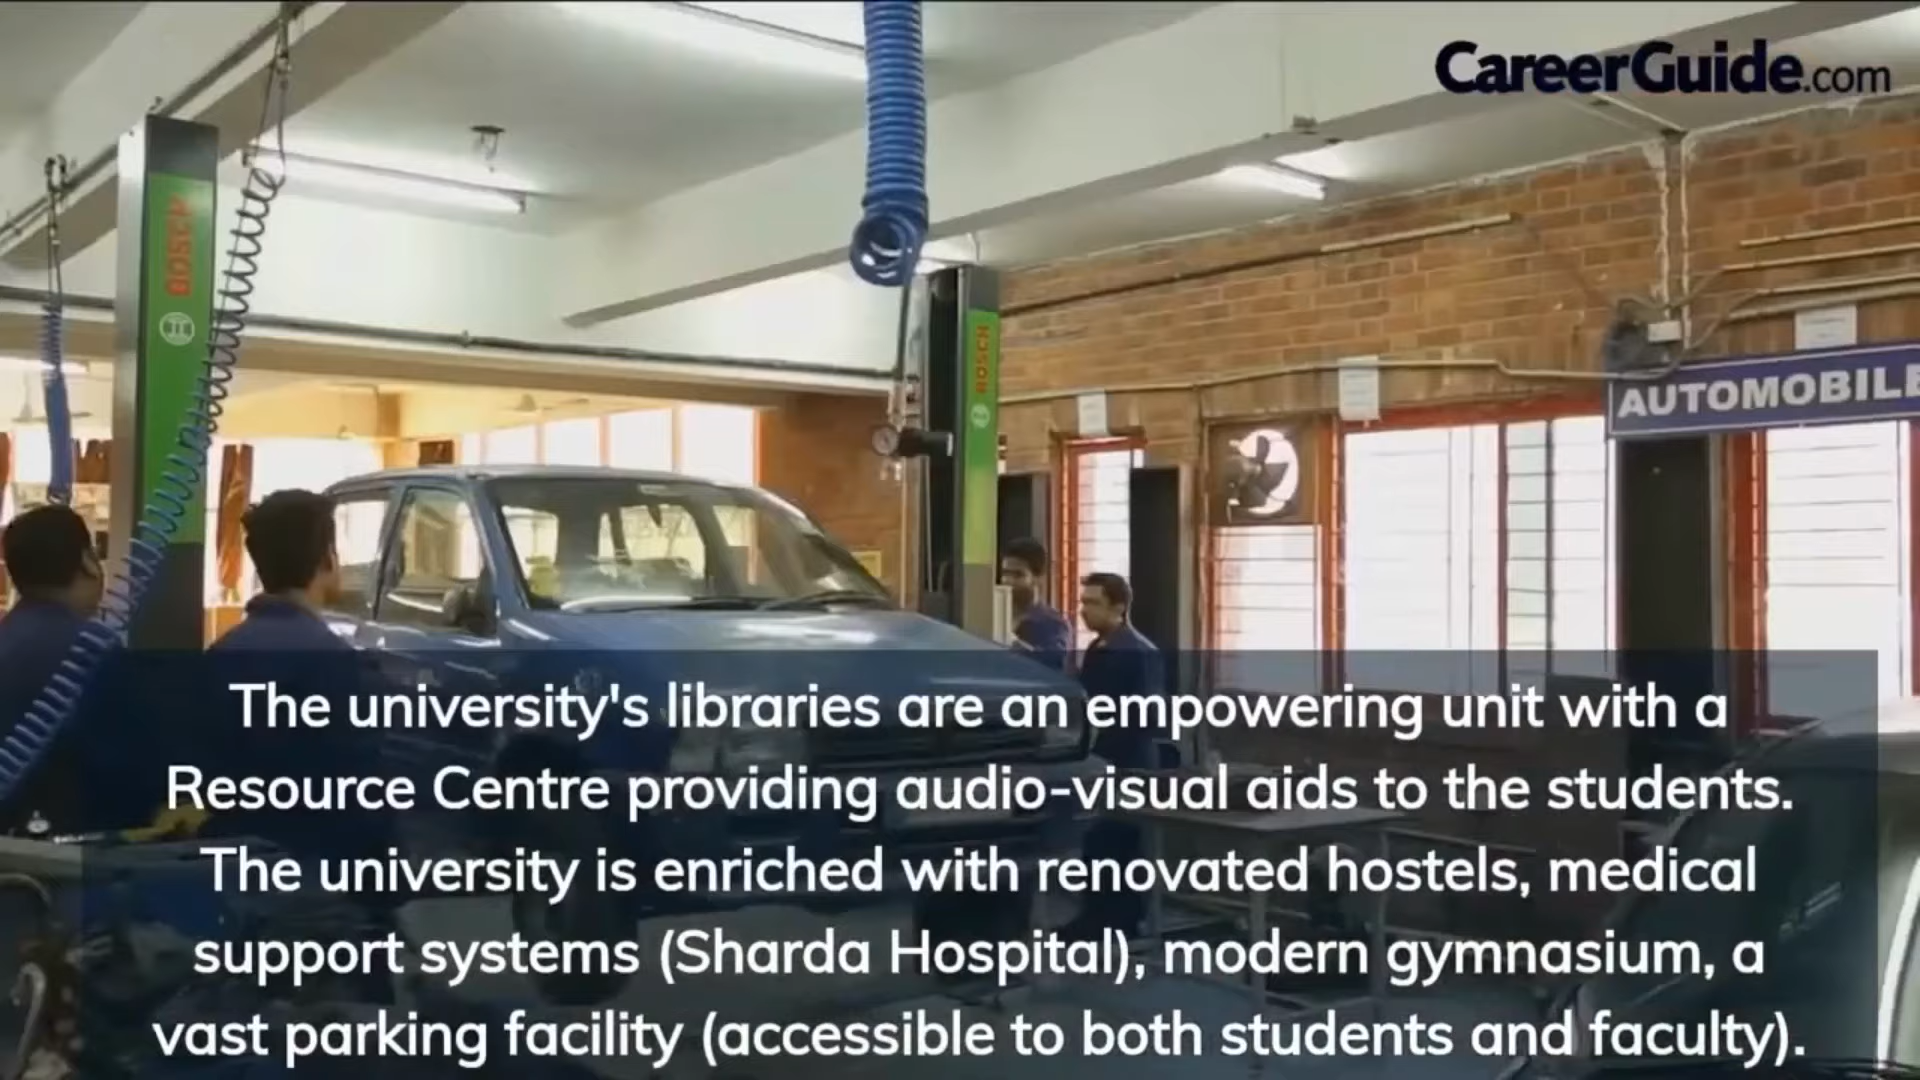 CareerGuide.com
BOSCH
BOSCH
AUTOMOBILE
The university's libraries are an empowering unit with a
Resource Centre providing audio-visual aids to the students.
The university is enriched with renovated hostels, medical
support systems (Sharda Hospital), modern gymnasium, a
vast parking facility (accessible to both students and faculty).